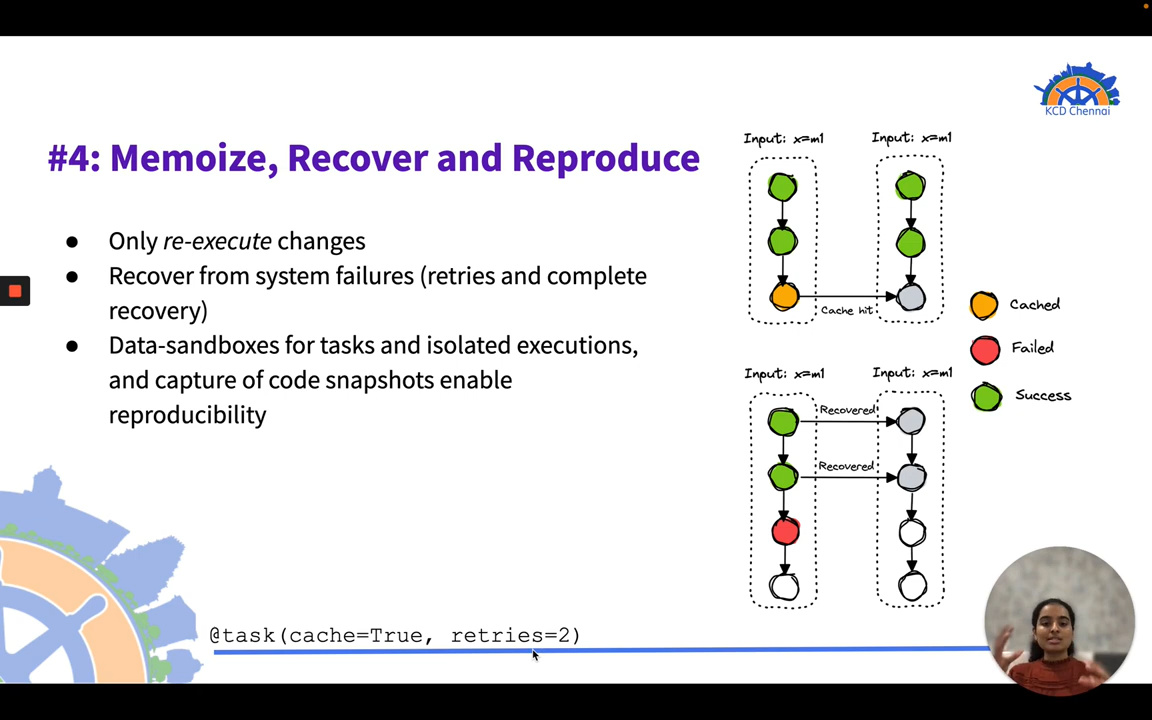 KCD Chennai
#4: Memoize, Recover and Reproduce
● Only re-execute changes
● Recover from system failures (retries and complete
recovery)
● Data-sandboxes for tasks and isolated executions,
and capture of code snapshots enable
reproducibility
@task(cache=True, retries=2)
Input: x=m1
Input: x=m1
Cache hit
Cached
Failed
Success
Input: x=m1
Input: x=m1
Recovered
Recovered